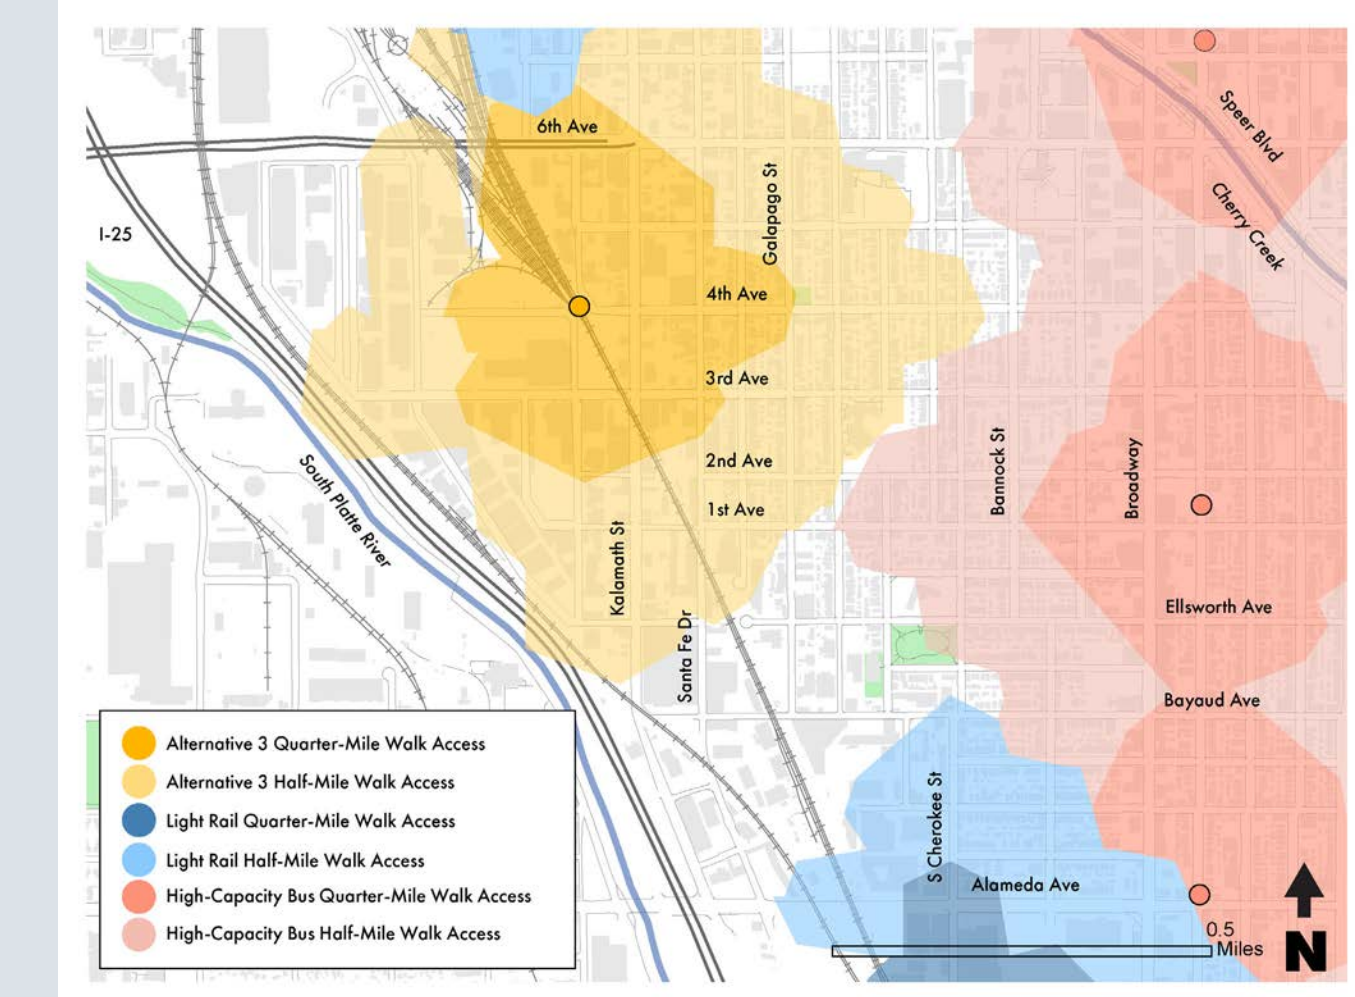 6th Ave
Speer Blvd
Cherry Creek
Galapago St
I-25
4th Ave
3rd Ave
2nd Ave
1st Ave
Bannock St
Broadway
South Platte River
Kalamath St
Santa Fe Dr
Ellsworth Ave
Bayaud Ave
S Cherokee St
Alameda Ave
Alternative 3 Quarter-Mile Walk Access
Alternative 3 Half-Mile Walk Access
Light Rail Quarter-Mile Walk Access
Light Rail Half-Mile Walk Access
High-Capacity Bus Quarter-Mile Walk Access
High-Capacity Bus Half-Mile Walk Access
0.5
Miles
N